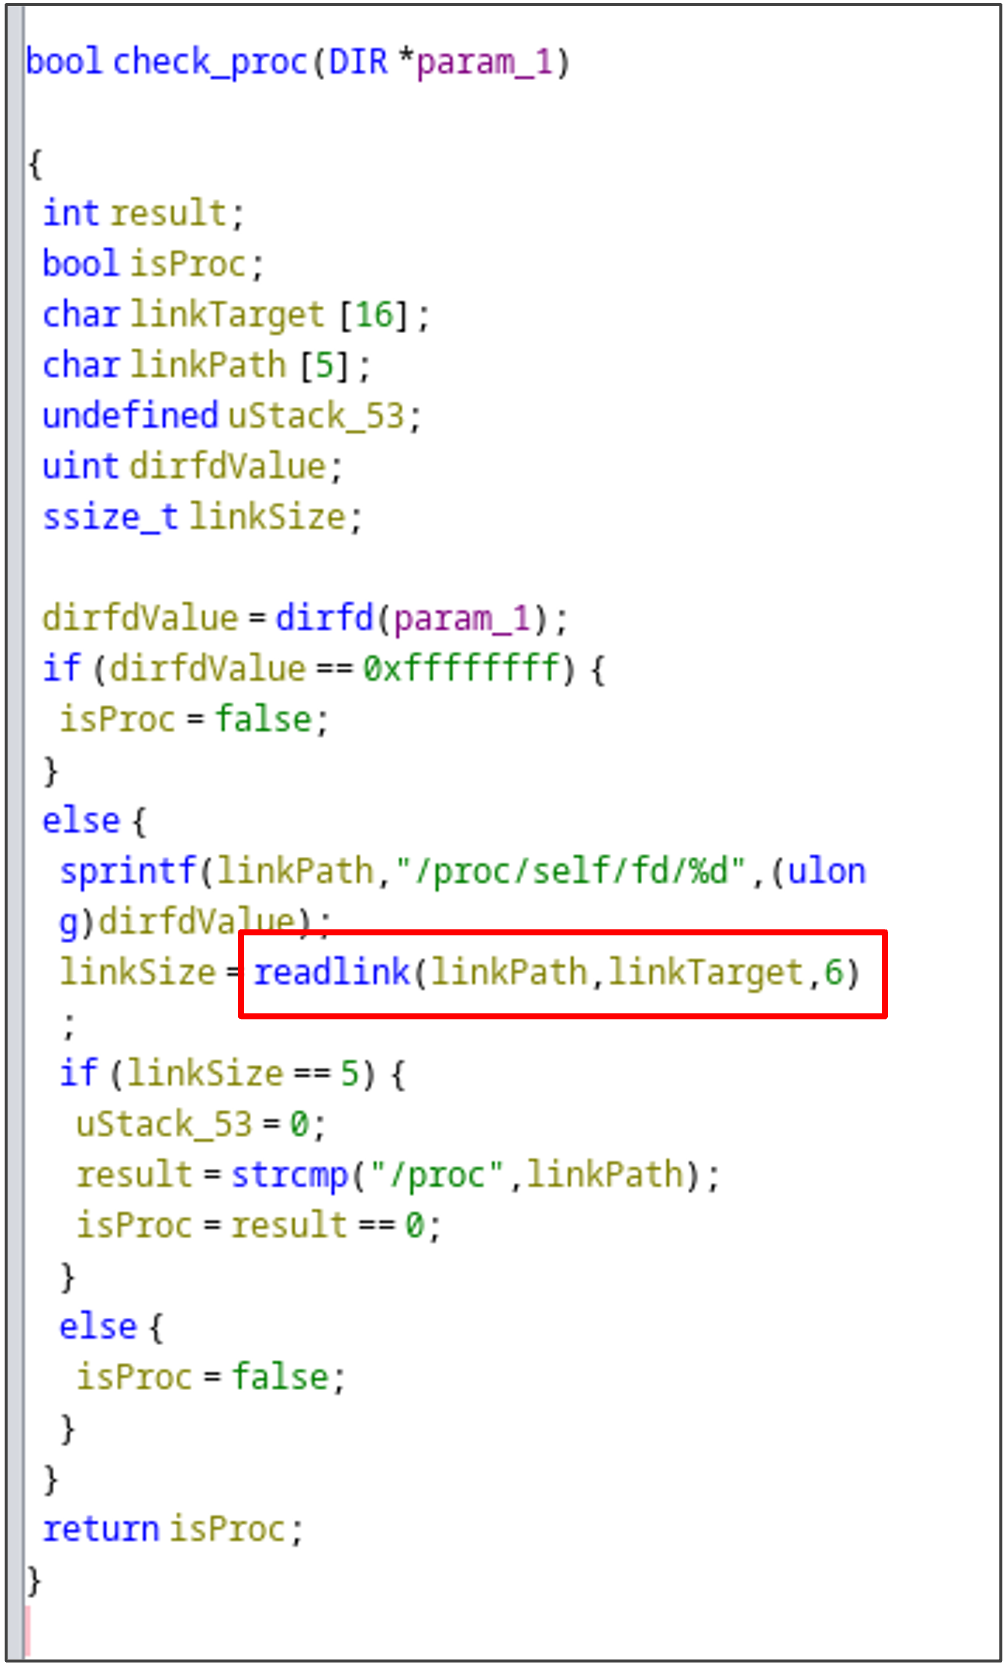 bool check_proc(DIR *param_1)
{
int result;
bool isProc;
char linkTarget [16];
char linkPath [5];
undefined uStack_53;
uint dirfdValue;
ssize_t linkSize;
dirfdValue = dirfd(param_1);
if (dirfdValue == 0xffffffff) {
isProc = false;
}
else {
sprintf(linkPath,"/proc/self/fd/%d",(ulon
g)dirfdValue);
linkSize = readlink(linkPath,linkTarget,6)
;
if (linkSize == 5) {
uStack_53 = 0;
result = strcmp("/proc",linkPath);
isProc = result == 0;
}
else {
isProc = false;
}
}
return isProc;
}